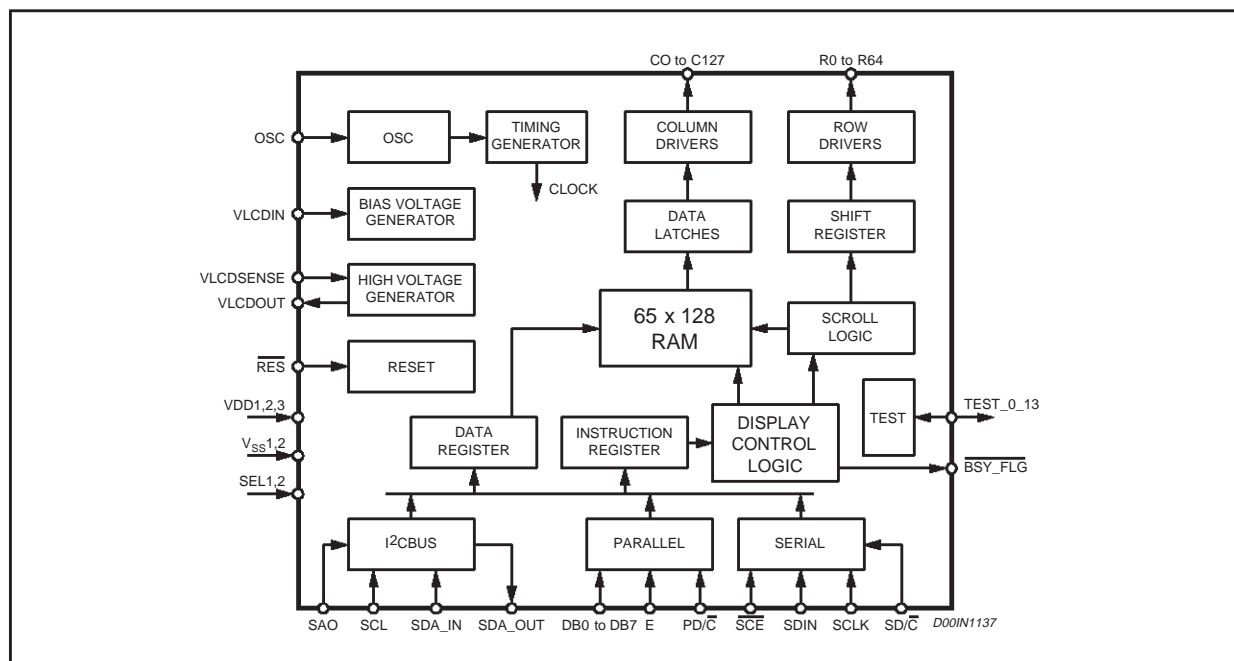 CO to C127
R0 to R64
OSC
OSC
TIMING
GENERATOR
COLUMN
DRIVERS
ROW
DRIVERS
CLOCK
VLCDIN
BIAS VOLTAGE
GENERATOR
DATA
LATCHES
SHIFT
REGISTER
VLCDSENSE
VLCDOUT
HIGH VOLTAGE
GENERATOR
65 x 128
RAM
SCROLL
LOGIC
RES
RESET
VDD1,2,3
VSS1,2
SEL1,2
DATA
REGISTER
INSTRUCTION
REGISTER
DISPLAY
CONTROL
LOGIC
TEST
TEST_0_13
BSY_FLG
I²CBUS
PARALLEL
SERIAL
SAO
SCL
SDA_IN
SDA_OUT
DB0 to DB7
E
PD/C̅
SCE
SDIN
SCLK
SD/C̅
D00IN1137